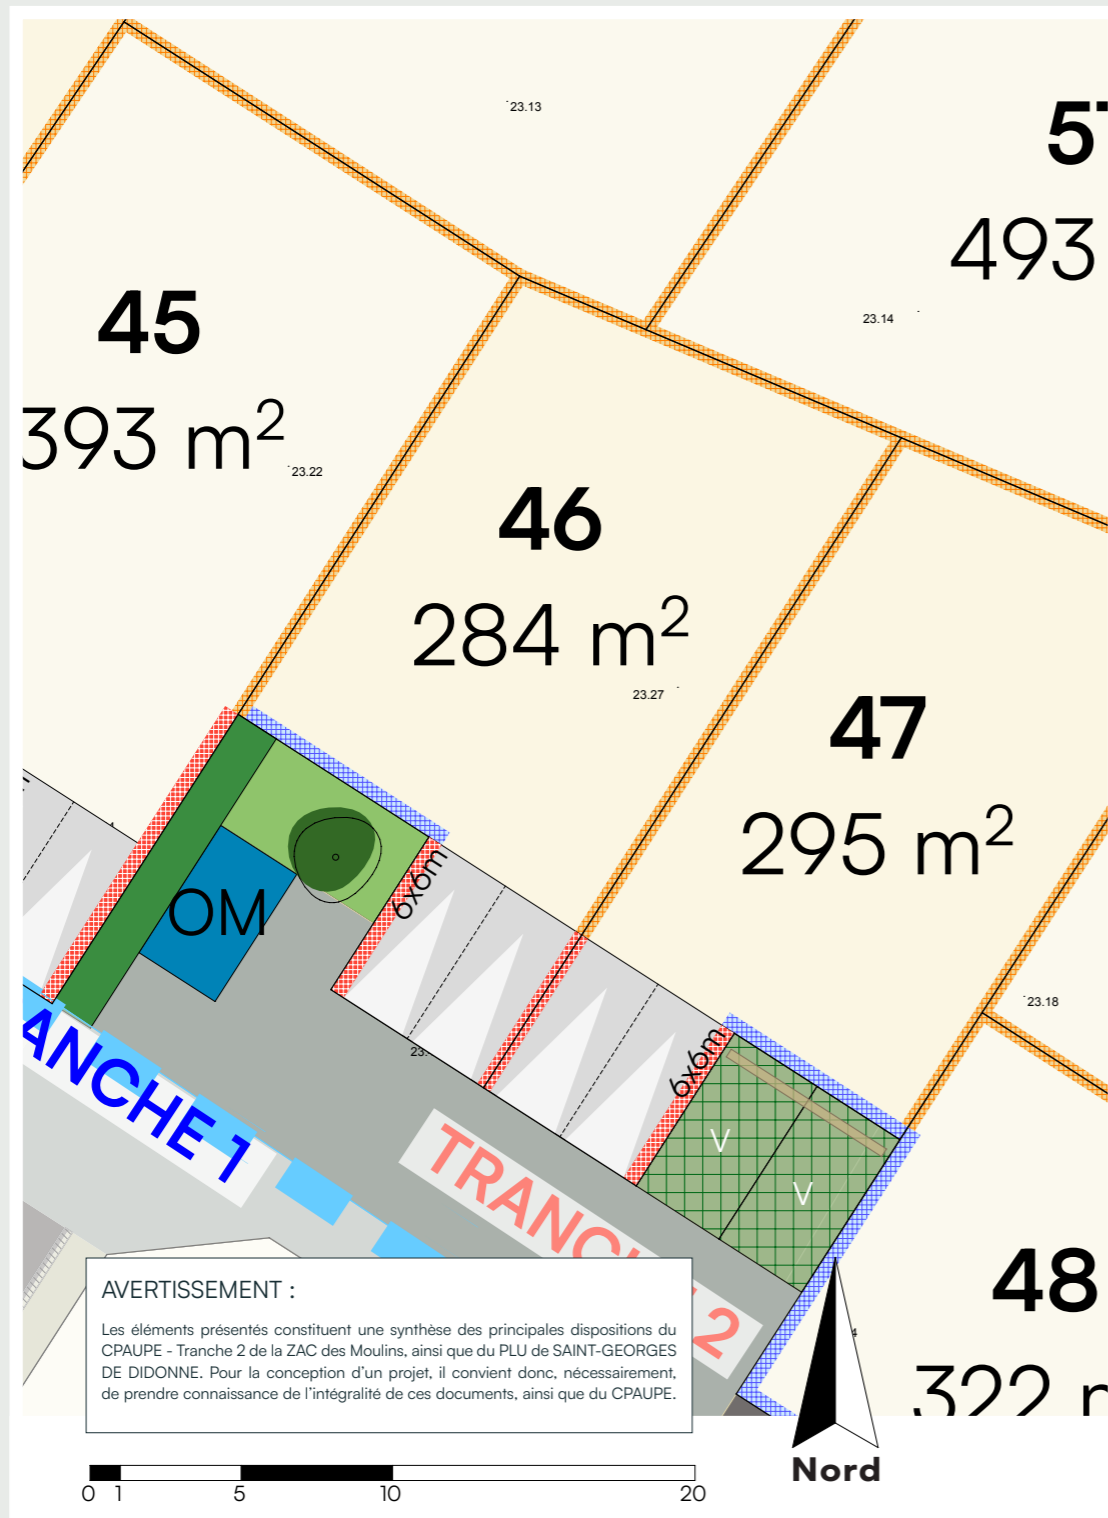 23.13
51
493
23.14
45
393 m²
23.22
46
284 m²
23.27
47
295 m²
6x6m
OM
23.18
23.
6x6m
ANCHE 1
V
V
TRANC
2
48
322
AVERTISSEMENT :
Les éléments présentés constituent une synthèse des principales dispositions du
CPAUPE - Tranche 2 de la ZAC des Moulins, ainsi que du PLU de SAINT-GEORGES
DE DIDONNE. Pour la conception d'un projet, il convient donc, nécessairement,
de prendre connaissance de l'intégralité de ces documents, ainsi que du CPAUPE.
Nord
0 1 5 10 20